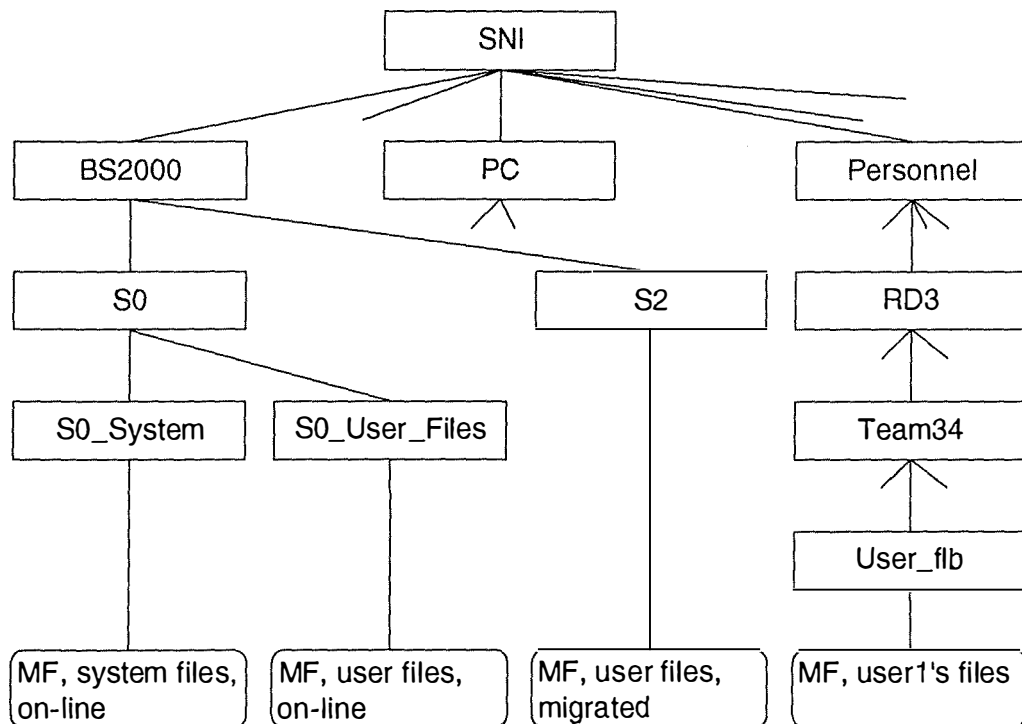 SNI
BS2000
PC
Personnel
S0
S2
RD3
S0_System
S0_User_Files
Team34
User_flb
MF, system files,
on-line
MF, user files,
on-line
MF, user files,
migrated
MF, user1's files